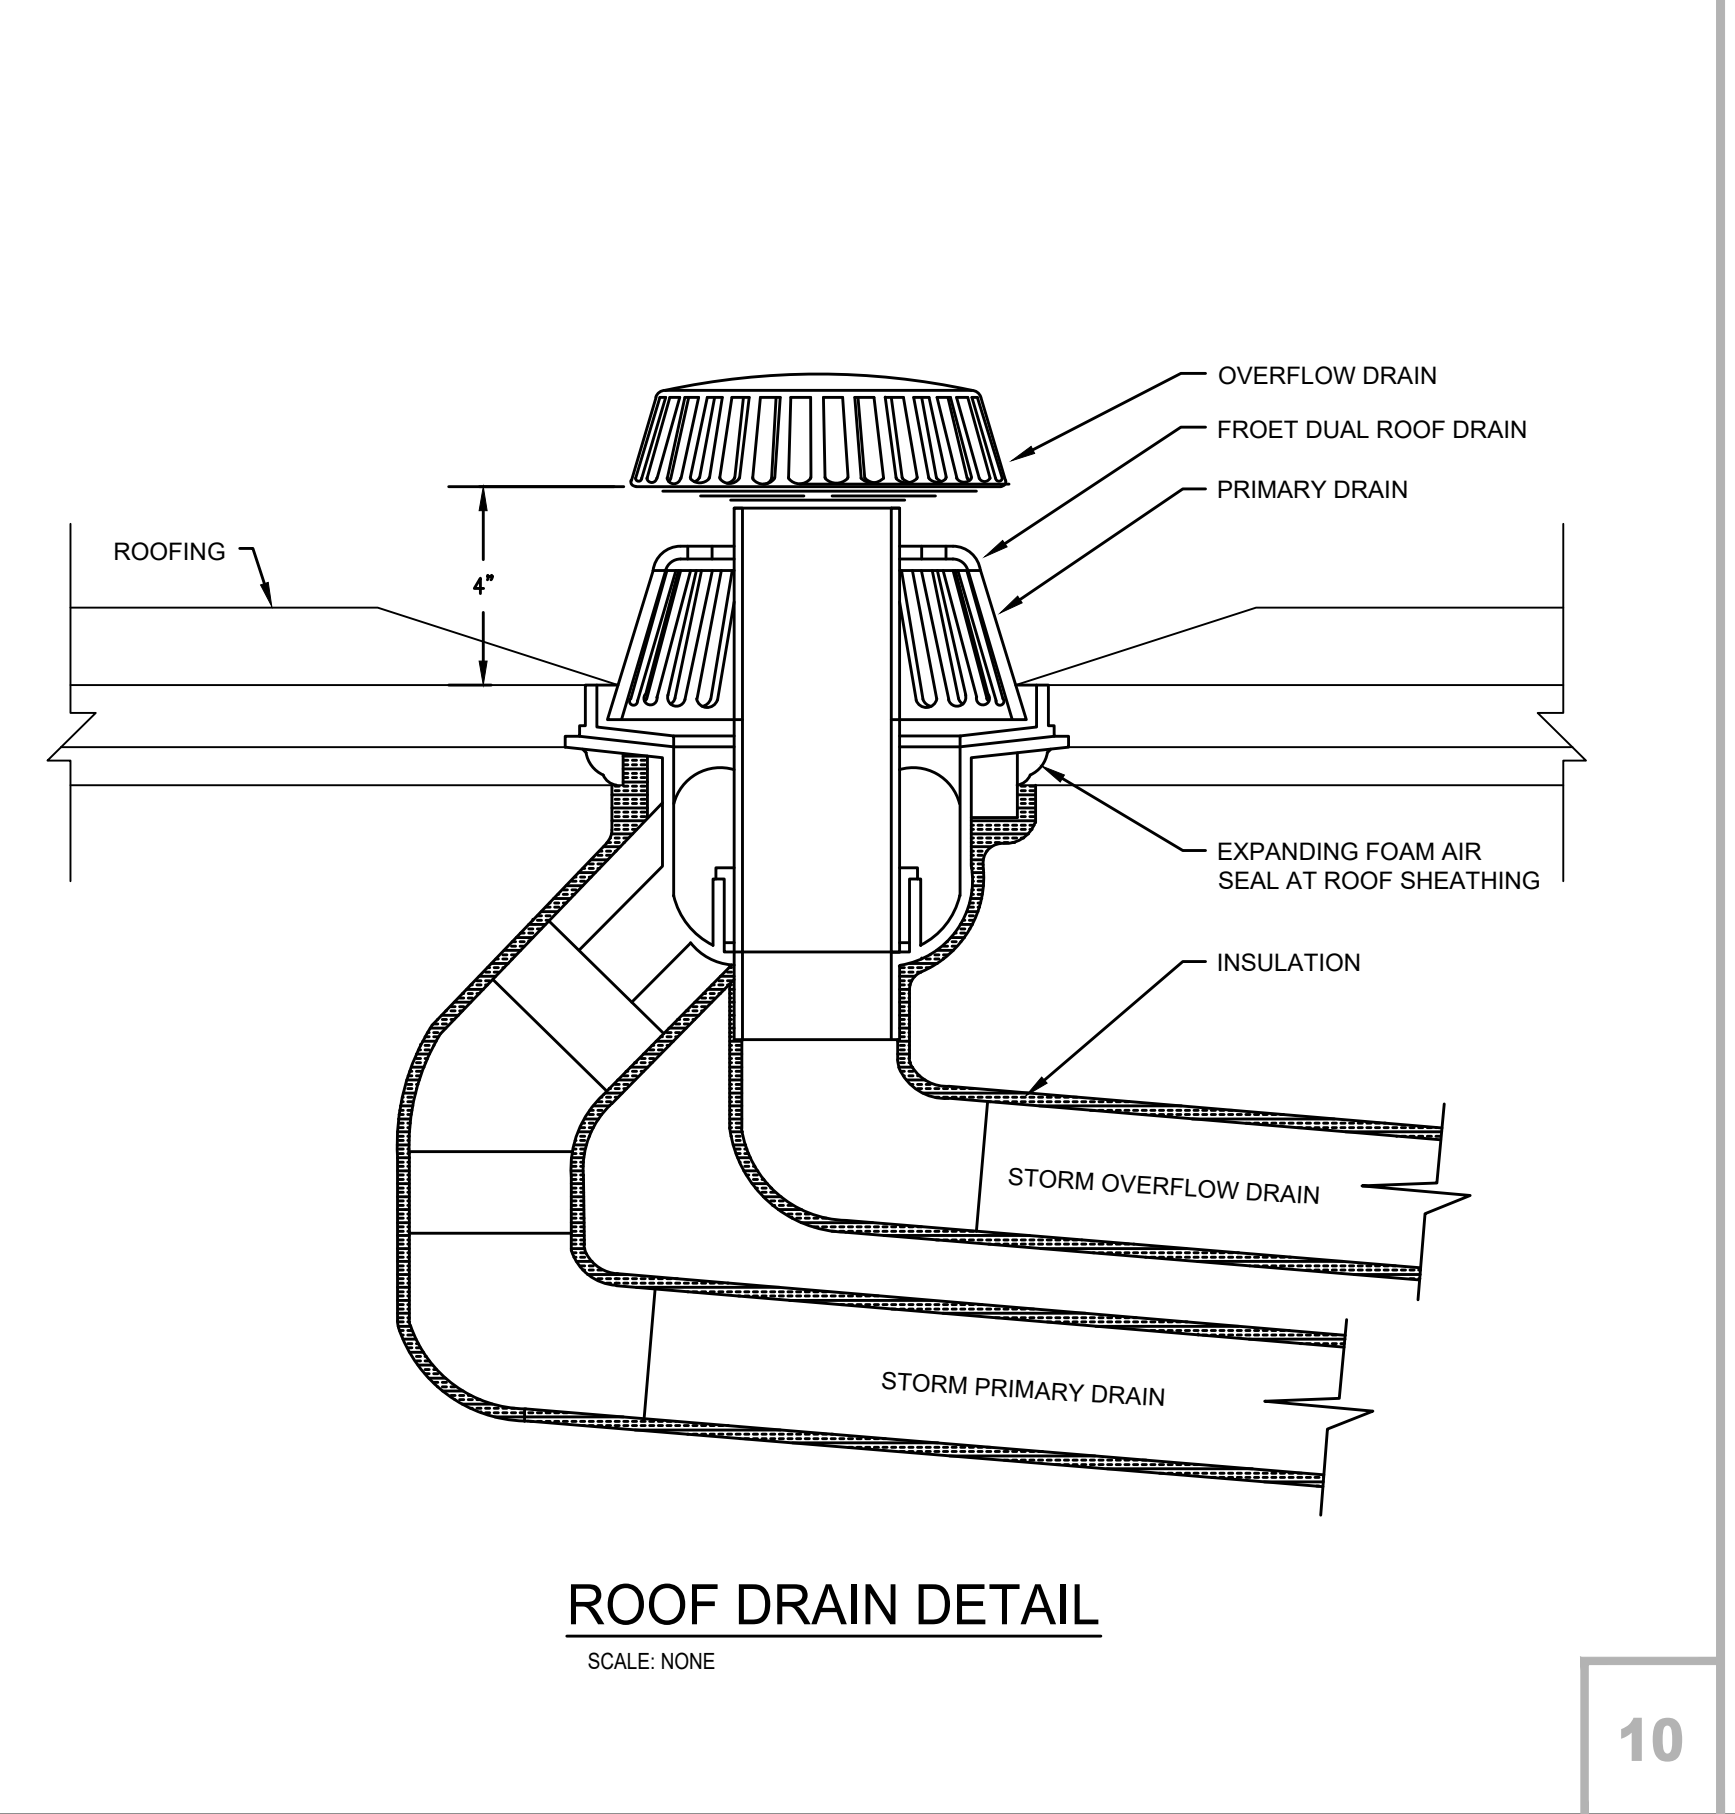 OVERFLOW DRAIN
FROET DUAL ROOF DRAIN
PRIMARY DRAIN
ROOFING
4"
EXPANDING FOAM AIR
SEAL AT ROOF SHEATHING
INSULATION
STORM OVERFLOW DRAIN
STORM PRIMARY DRAIN
ROOF DRAIN DETAIL
SCALE: NONE
10